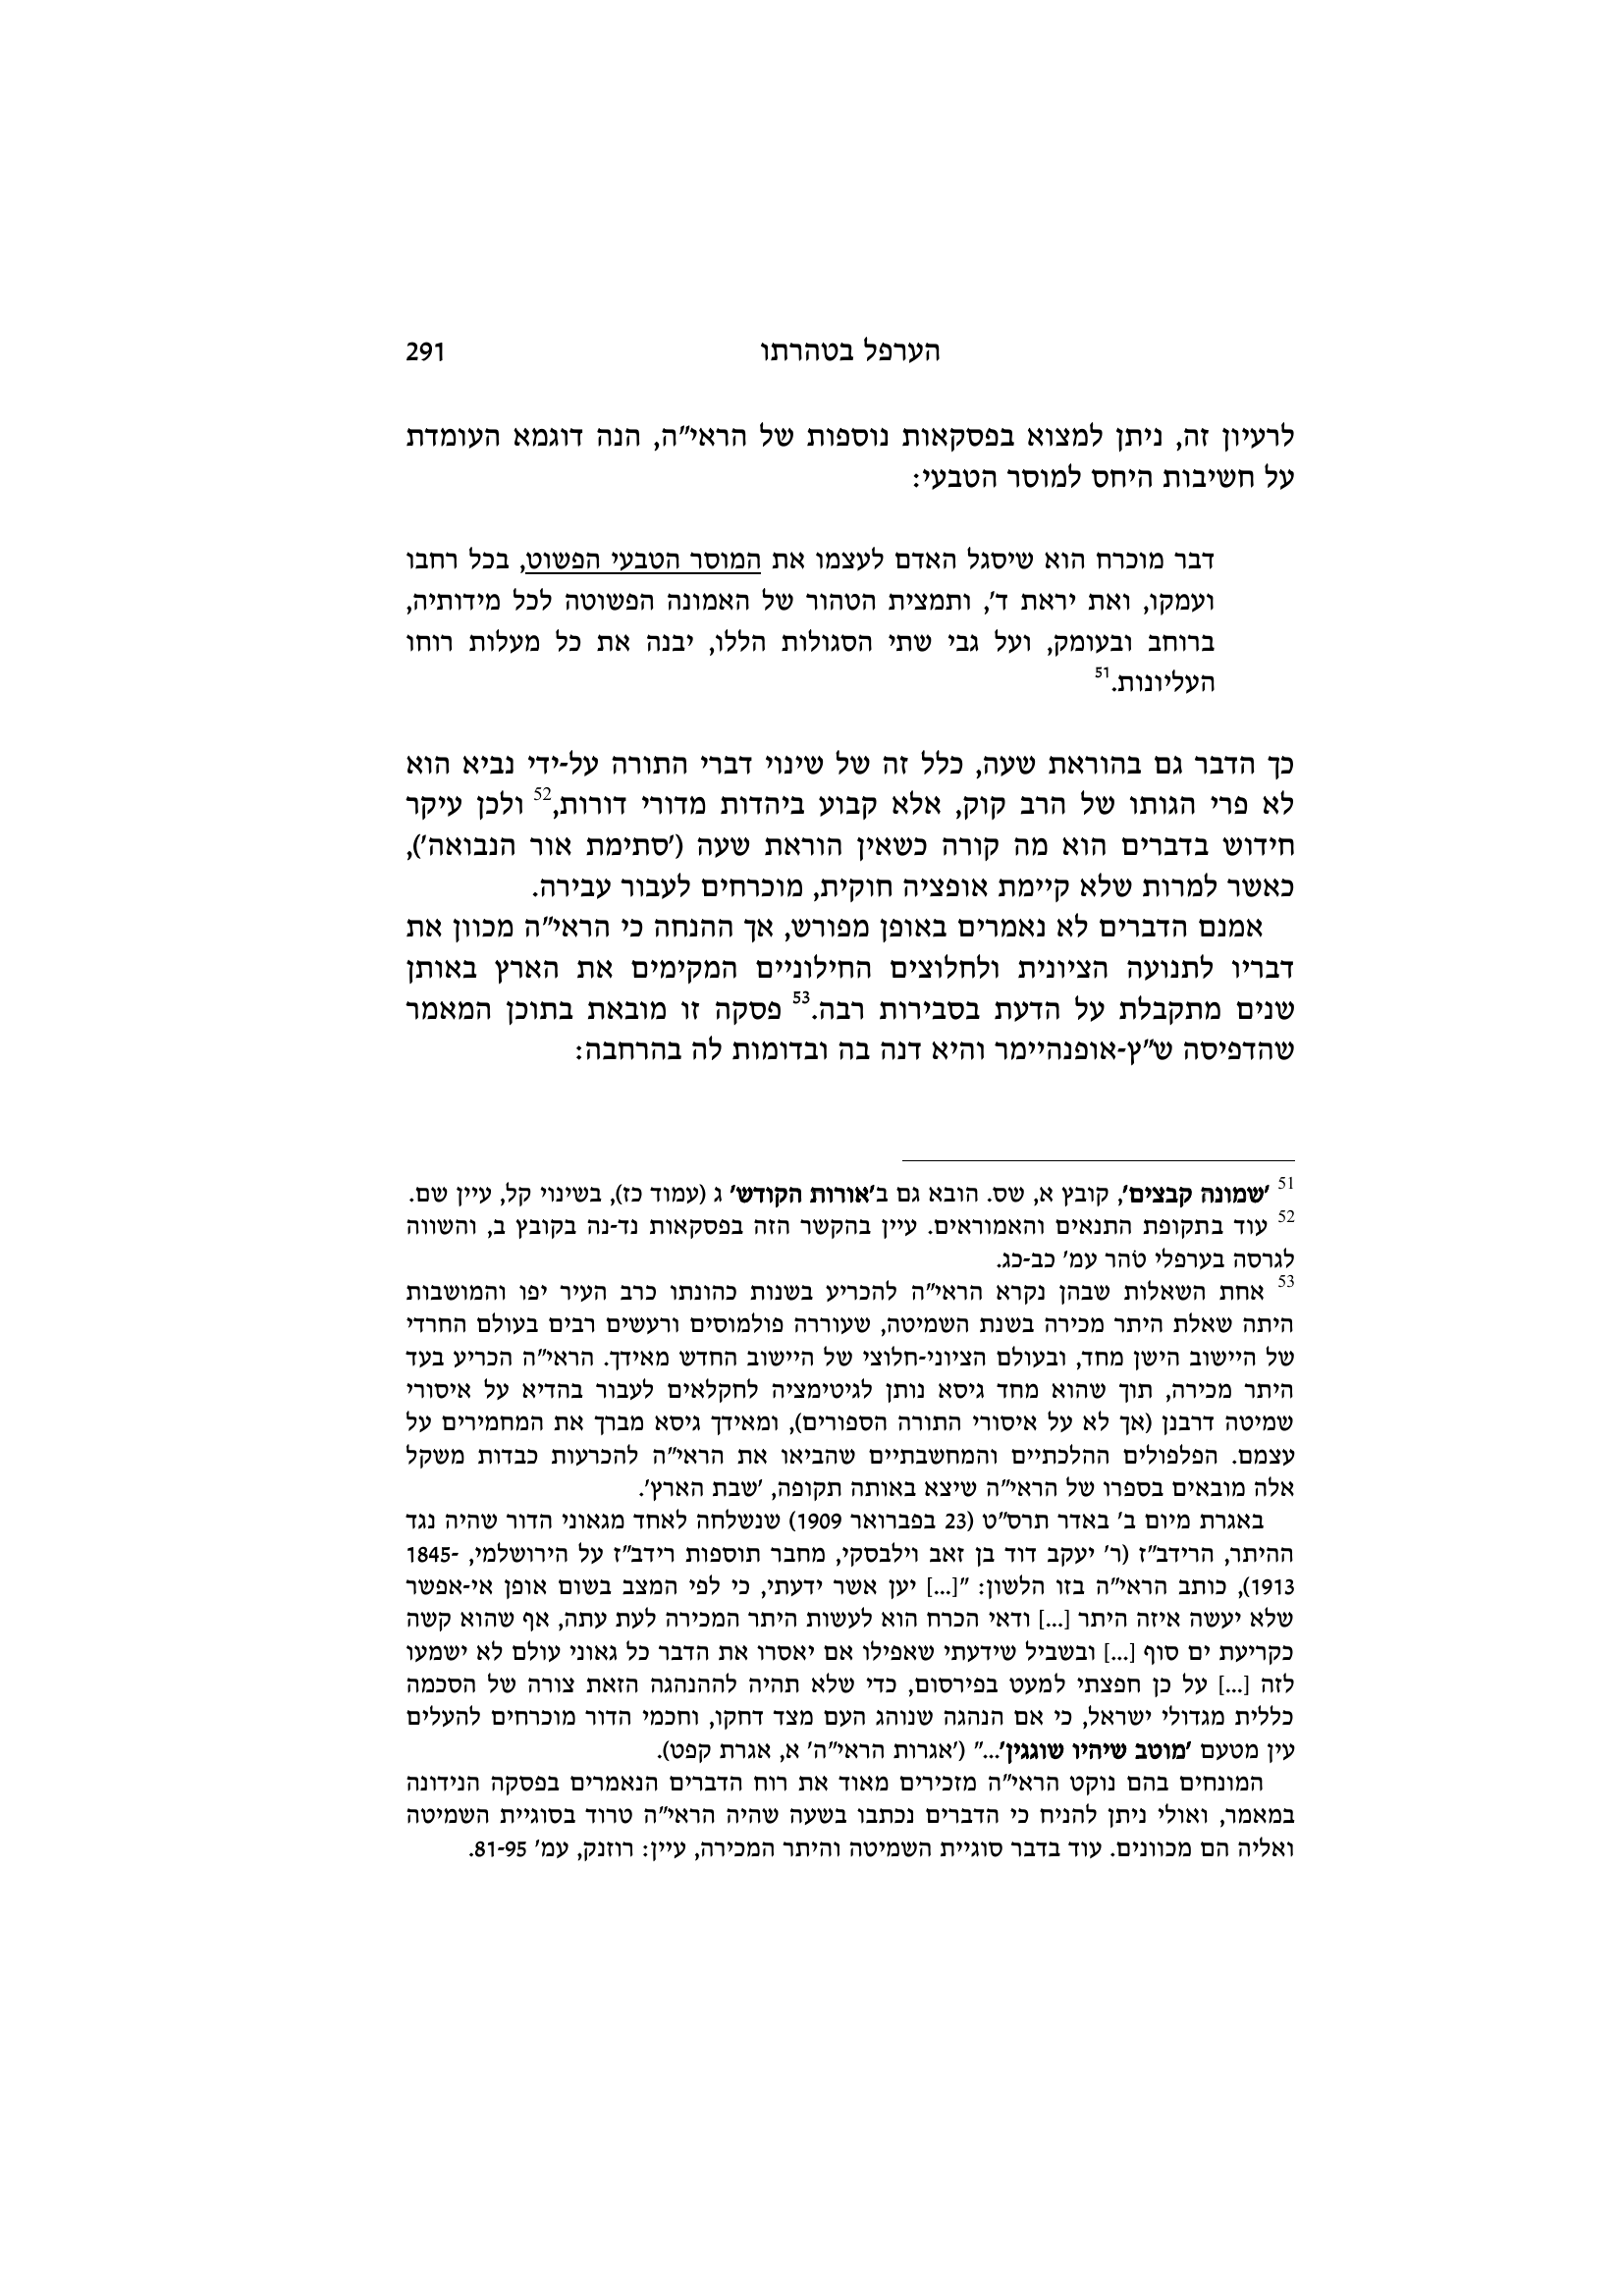 הערפל בטהרתו 291
לרעיון זה, ניתן למצוא בפסקאות נוספות של הראי"ה, הנה דוגמא העומדת
על חשיבות היחס למוסר הטבעי:
דבר מוכרח הוא שיסגל האדם לעצמו את המוסר הטבעי הפשוט, בכל רחבו
ועמקו, ואת יראת ד', ותמצית הטהור של האמונה הפשוטה לכל מידותיה,
ברוחב ובעומק, ועל גבי שתי הסגולות הללו, יבנה את כל מעלות רוחו
העליונות.51
כך הדבר גם בהוראת שעה, כלל זה של שינוי דברי התורה על-ידי נביא הוא
לא פרי הגותו של הרב קוק, אלא קבוע ביהדות מדורי דורות,52 ולכן עיקר
חידוש בדברים הוא מה קורה כשאין הוראת שעה ('סתימת אור הנבואה'),
כאשר למרות שלא קיימת אופציה חוקית, מוכרחים לעבור עבירה.
אמנם הדברים לא נאמרים באופן מפורש, אך ההנחה כי הראי"ה מכוון את
דבריו לתנועה הציונית ולחלוצים החילוניים המקימים את הארץ באותן
שנים מתקבלת על הדעת בסבירות רבה.53 פסקה זו מובאת בתוכן המאמר
שהדפיסה ש"ץ-אופנהיימר והיא דנה בה ובדומות לה בהרחבה:
51 'שמונה קבצים', קובץ א, שס. הובא גם ב'אורות הקודש' ג (עמוד כז), בשינוי קל, עיין שם.
52 עוד בתקופת התנאים והאמוראים. עיין בהקשר הזה בפסקאות נד-נה בקובץ ב, והשווה
לגרסה בערפלי טֹהר עמ' כב-כג.
53 אחת השאלות שבהן נקרא הראי"ה להכריע בשנות כהונתו כרב העיר יפו והמושבות
היתה שאלת היתר מכירה בשנת השמיטה, שעוררה פולמוסים ורעשים רבים בעולם החרדי
של היישוב הישן מחד, ובעולם הציוני-חלוצי של היישוב החדש מאידך. הראי"ה הכריע בעד
היתר מכירה, תוך שהוא מחד גיסא נותן לגיטימציה לחקלאים לעבור בהדיא על איסורי
שמיטה דרבנן (אך לא על איסורי התורה הספורים), ומאידך גיסא מברך את המחמירים על
עצמם. הפלפולים ההלכתיים והמחשבתיים שהביאו את הראי"ה להכרעות כבדות משקל
אלה מובאים בספרו של הראי"ה שיצא באותה תקופה, 'שבת הארץ'.
באגרת מיום ב' באדר תרס"ט (23 בפברואר 1909) שנשלחה לאחד מגאוני הדור שהיה נגד
ההיתר, הרידב"ז (ר' יעקב דוד בן זאב וילבסקי, מחבר תוספות רידב"ז על הירושלמי, 1845-
1913), כותב הראי"ה בזו הלשון: "[...] יען אשר ידעתי, כי לפי המצב בשום אופן אי-אפשר
שלא יעשה איזה היתר [...] ודאי הכרח הוא לעשות היתר המכירה לעת עתה, אף שהוא קשה
כקריעת ים סוף [...] ובשביל שידעתי שאפילו אם יאסרו את הדבר כל גאוני עולם לא ישמעו
לזה [...] על כן חפצתי למעט בפירסום, כדי שלא תהיה לההנהגה הזאת צורה של הסכמה
כללית מגדולי ישראל, כי אם הנהגה שנוהג העם מצד דחקו, וחכמי הדור מוכרחים להעלים
עין מטעם 'מוטב שיהיו שוגגין'..." ('אגרות הראי"ה' א, אגרת קפט).
המונחים בהם נוקט הראי"ה מזכירים מאוד את רוח הדברים הנאמרים בפסקה הנידונה
במאמר, ואולי ניתן להניח כי הדברים נכתבו בשעה שהיה הראי"ה טרוד בסוגיית השמיטה
ואליה הם מכוונים. עוד בדבר סוגיית השמיטה והיתר המכירה, עיין: רוזנק, עמ' 81-95.